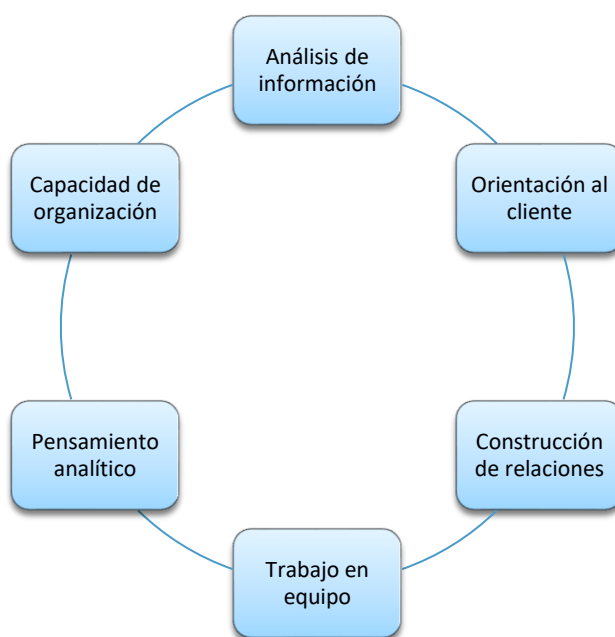 Análisis de
información
Capacidad de
organización
Orientación al
cliente
Pensamiento
analítico
Construcción
de relaciones
Trabajo en
equipo